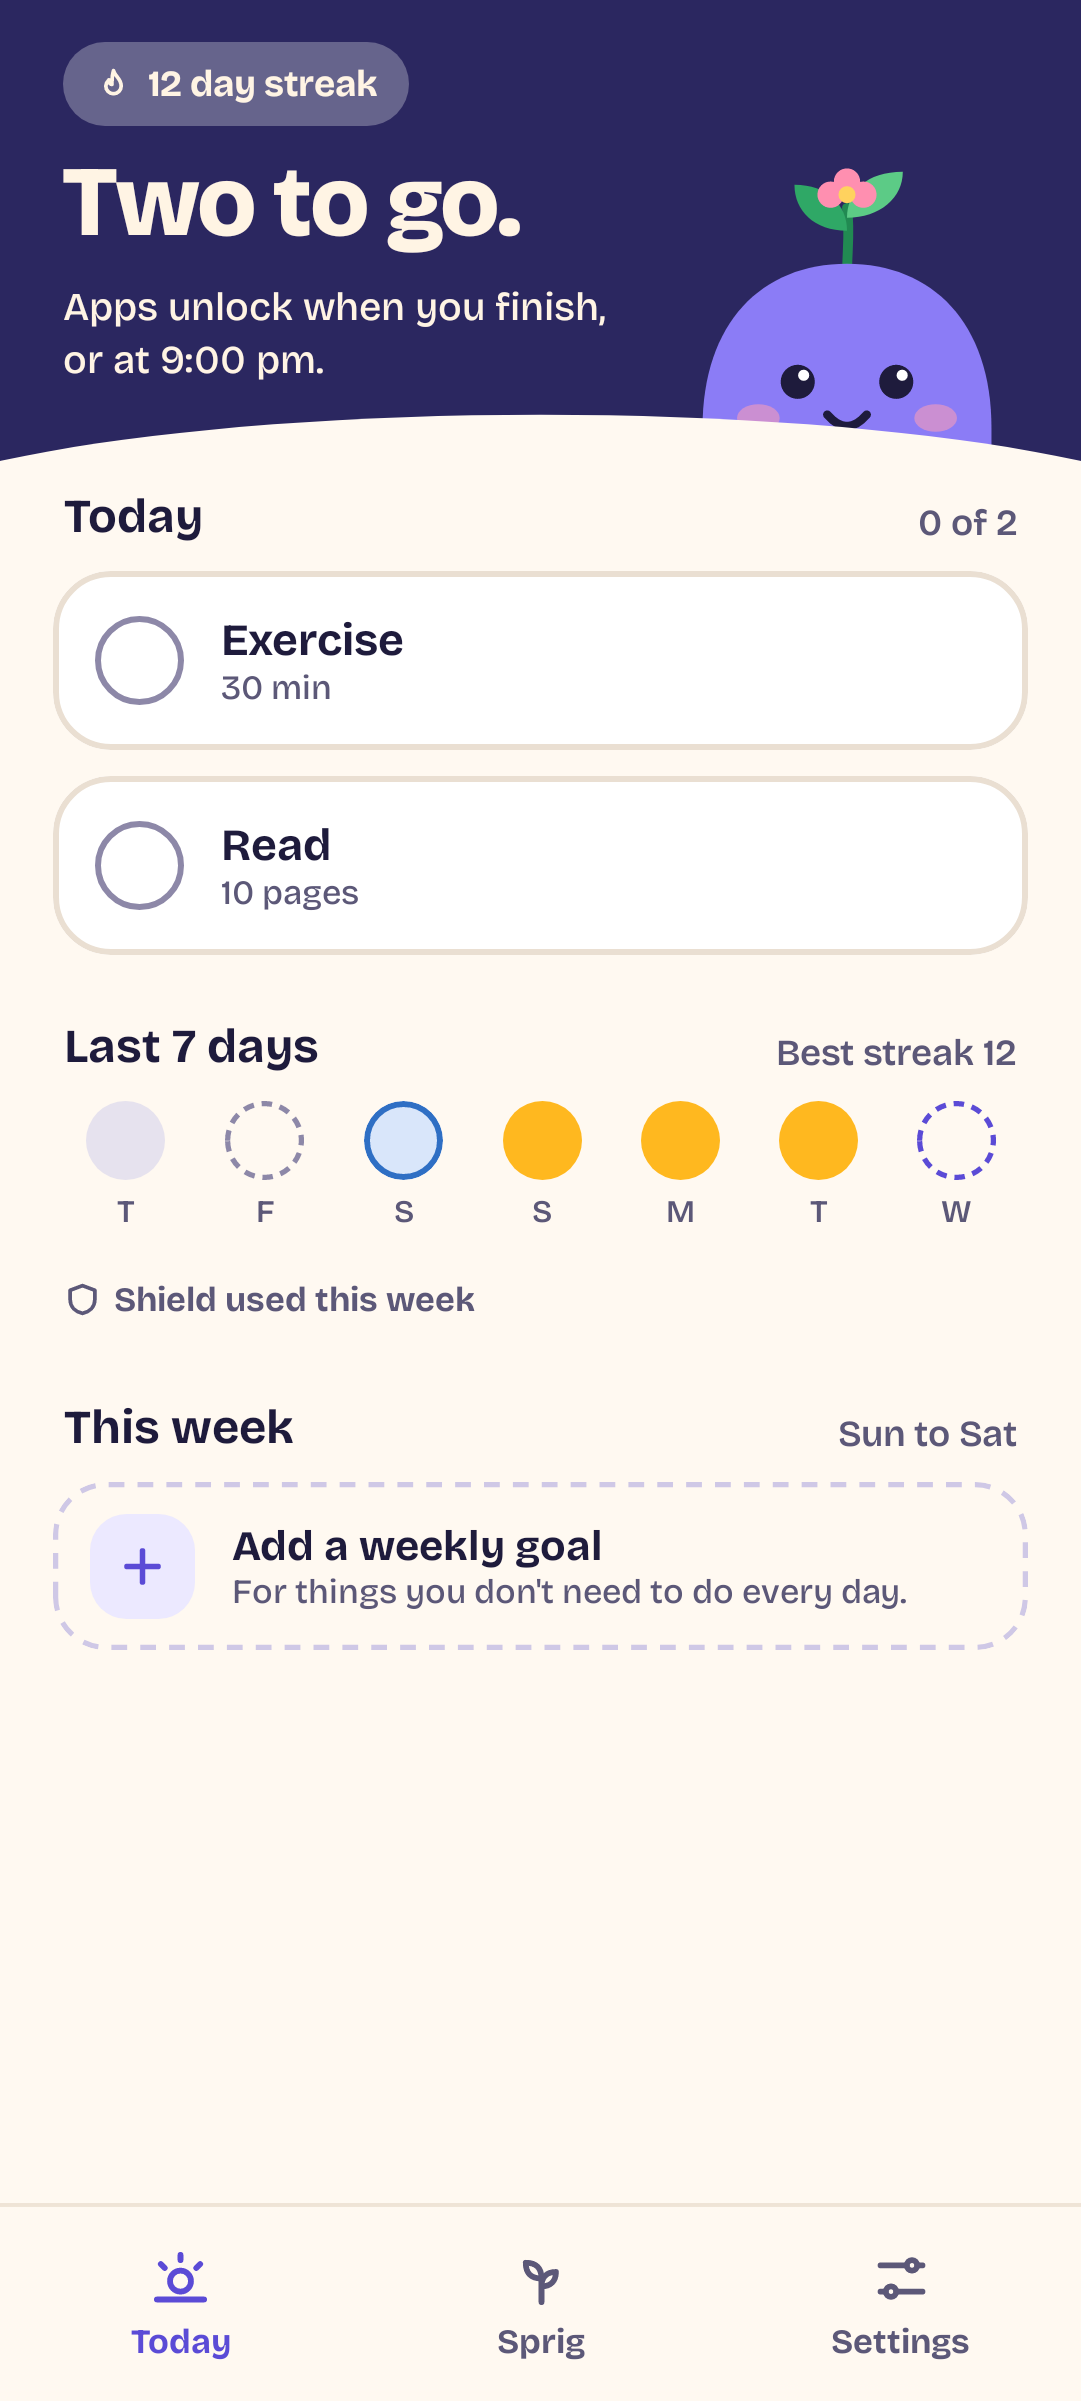 12 day streak
Two to go.
Apps unlock when you finish,
or at 9:00 pm.
Today
0 of 2
Exercise
30 min
Read
10 pages
Last 7 days
Best streak 12
T F S S M T W
Shield used this week
This week
Sun to Sat
Add a weekly goal
For things you don't need to do every day.
Today
Sprig
Settings